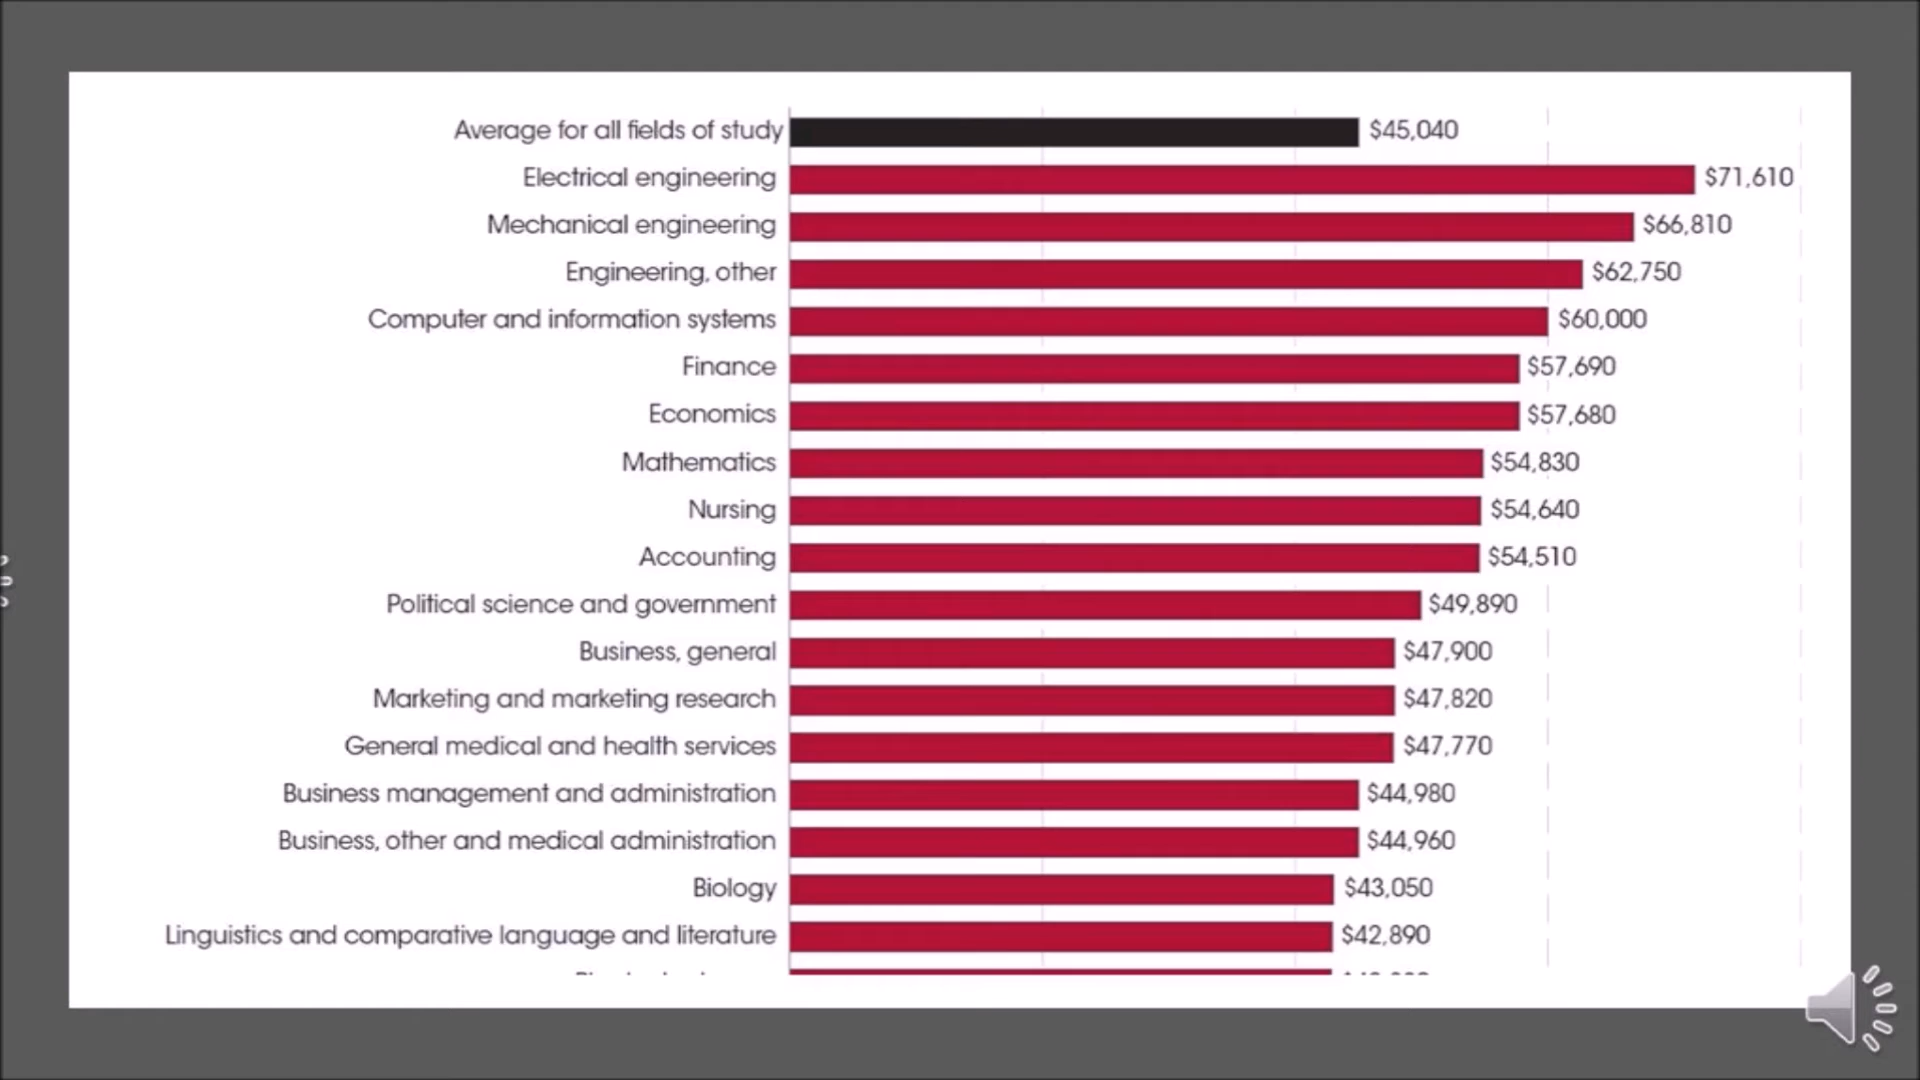 Average for all fields of study $45,040
Electrical engineering $71,610
Mechanical engineering $66,810
Engineering, other $62,750
Computer and information systems $60,000
Finance $57,690
Economics $57,680
Mathematics $54,830
Nursing $54,640
Accounting $54,510
Political science and government $49,890
Business, general $47,900
Marketing and marketing research $47,820
General medical and health services $47,770
Business management and administration $44,980
Business, other and medical administration $44,960
Biology $43,050
Linguistics and comparative language and literature $42,890